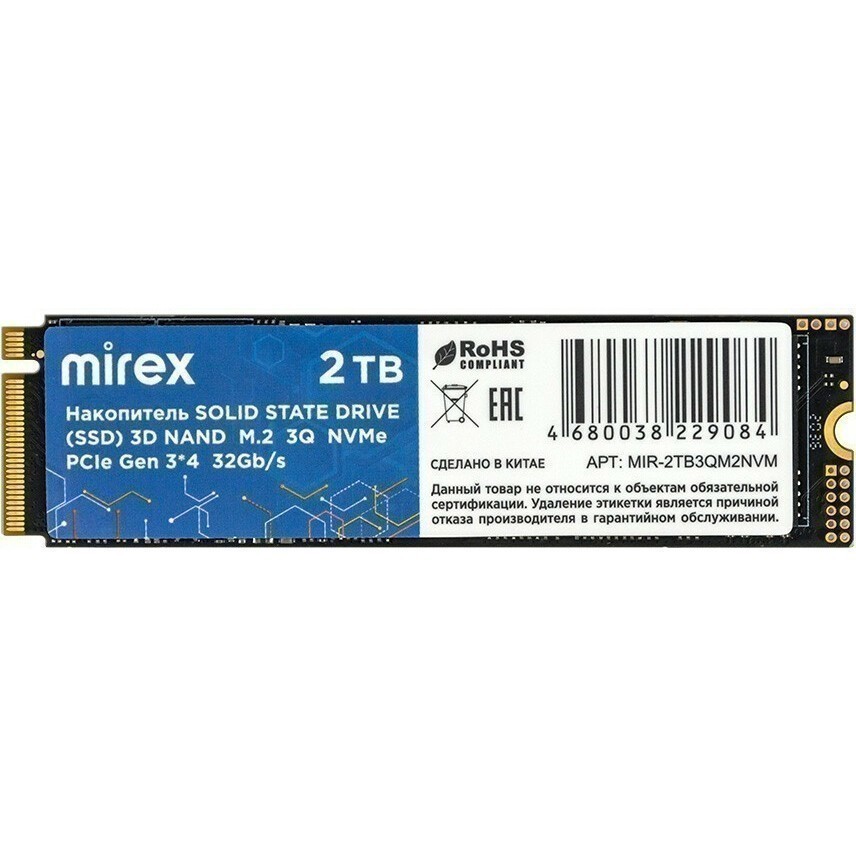 mirex
2 TB
Накопитель SOLID STATE DRIVE
(SSD) 3D NAND M.2 3Q NVMe
PCIe Gen 3*4 32Gb/s
RoHS
COMPLIANT
EAC
4 680038 229084
СДЕЛАНО В КИТАЕ
АРТ: MIR-2TB3QM2NVM
Данный товар не относится к объектам обязательной
сертификации. Удаление этикетки является причиной
отказа производителя в гарантийном обслуживании.